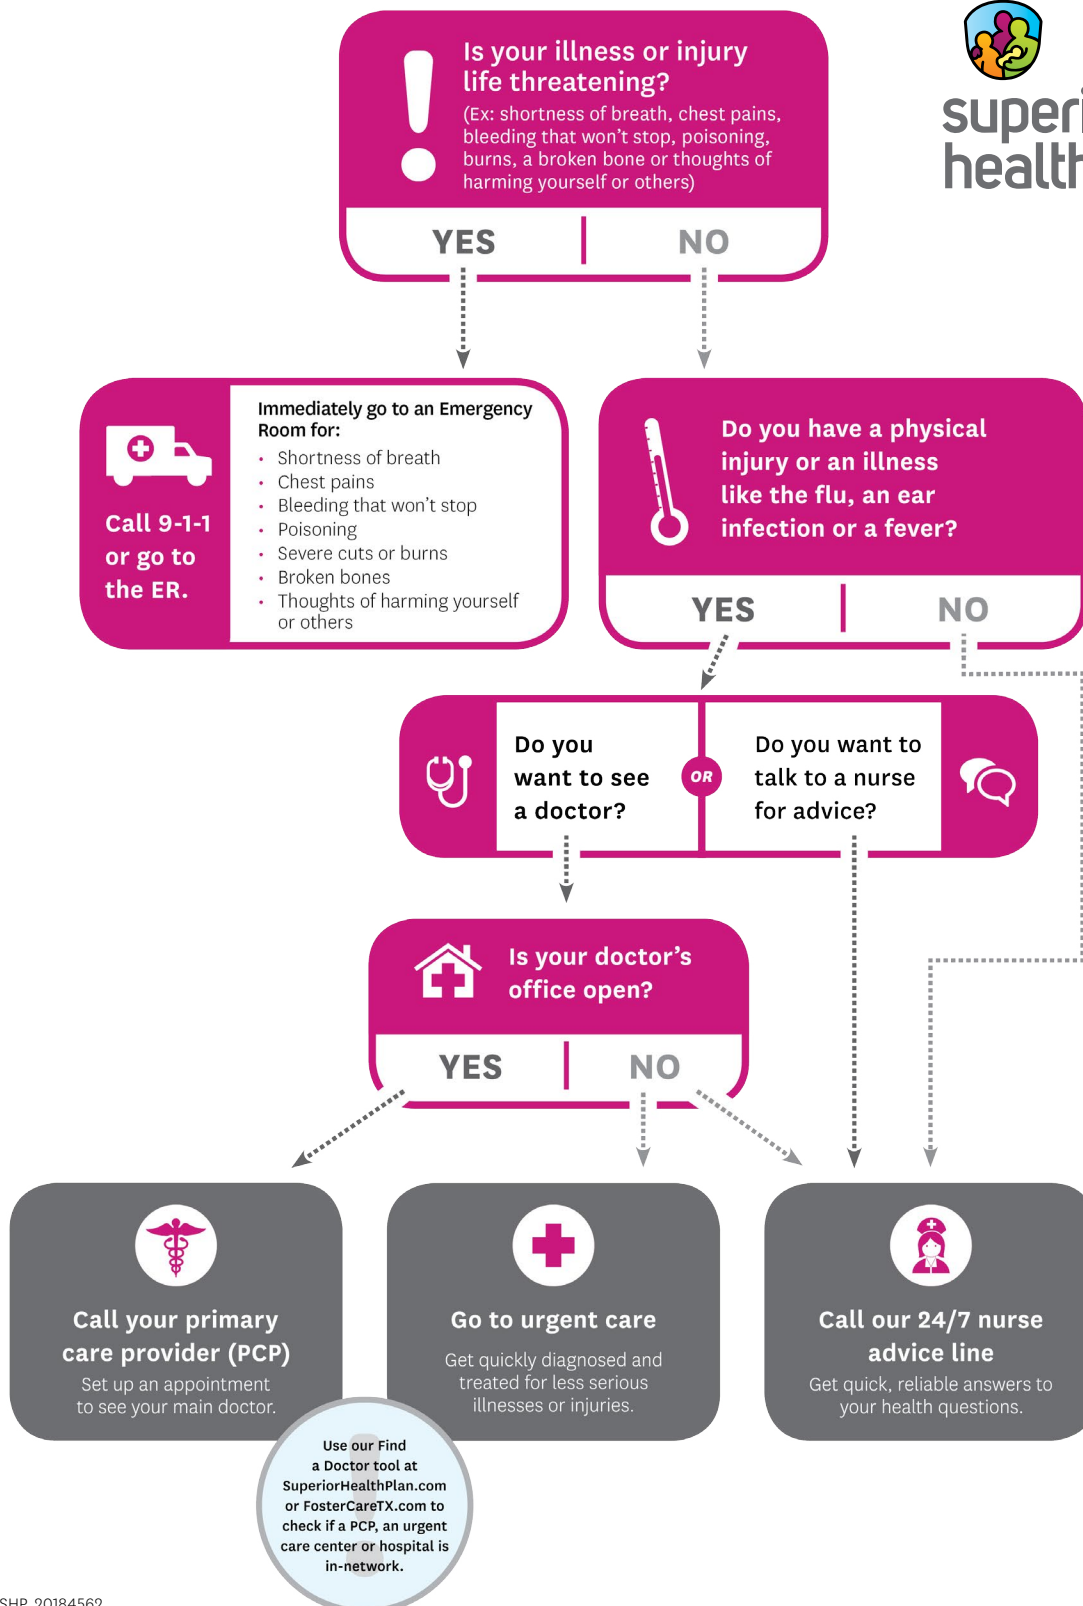 Is your illness or injury
life threatening?
(Ex: shortness of breath, chest pains,
bleeding that won't stop, poisoning,
burns, a broken bone or thoughts of
harming yourself or others)
YES
NO
superi
health
Call 9-1-1
or go to
the ER.
Immediately go to an Emergency
Room for:
• Shortness of breath
• Chest pains
• Bleeding that won't stop
• Poisoning
• Severe cuts or burns
• Broken bones
• Thoughts of harming yourself
or others
Do you have a physical
injury or an illness
like the flu, an ear
infection or a fever?
YES
NO
Do you
want to see
a doctor?
OR
Do you want to
talk to a nurse
for advice?
Is your doctor's
office open?
YES
NO
Call your primary
care provider (PCP)
Set up an appointment
to see your main doctor.
Go to urgent care
Get quickly diagnosed and
treated for less serious
illnesses or injuries.
Call our 24/7 nurse
advice line
Get quick, reliable answers to
your health questions.
Use our Find
a Doctor tool at
SuperiorHealthPlan.com
or FosterCareTX.com to
check if a PCP, an urgent
care center or hospital is
in-network.
SHP_20184562